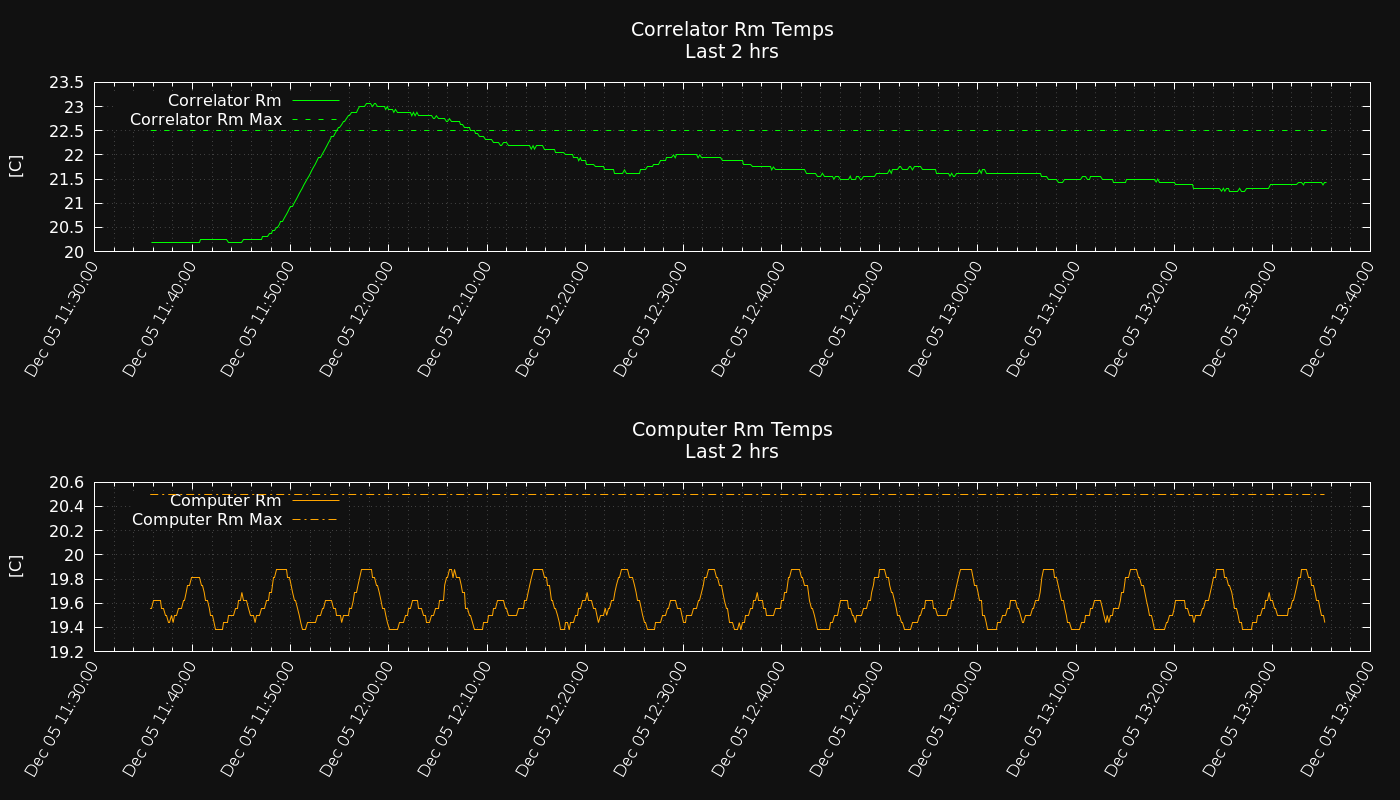 Correlator Rm Temps
Last 2 hrs
23.5
23
22.5
22
21.5
21
20.5
20
[C]
Correlator Rm
Correlator Rm Max
Dec 05 11:30:00
Dec 05 11:40:00
Dec 05 11:50:00
Dec 05 12:00:00
Dec 05 12:10:00
Dec 05 12:20:00
Dec 05 12:30:00
Dec 05 12:40:00
Dec 05 12:50:00
Dec 05 13:00:00
Dec 05 13:10:00
Dec 05 13:20:00
Dec 05 13:30:00
Dec 05 13:40:00
Computer Rm Temps
Last 2 hrs
20.6
20.4
20.2
20
19.8
19.6
19.4
19.2
[C]
Computer Rm
Computer Rm Max
Dec 05 11:30:00
Dec 05 11:40:00
Dec 05 11:50:00
Dec 05 12:00:00
Dec 05 12:10:00
Dec 05 12:20:00
Dec 05 12:30:00
Dec 05 12:40:00
Dec 05 12:50:00
Dec 05 13:00:00
Dec 05 13:10:00
Dec 05 13:20:00
Dec 05 13:30:00
Dec 05 13:40:00